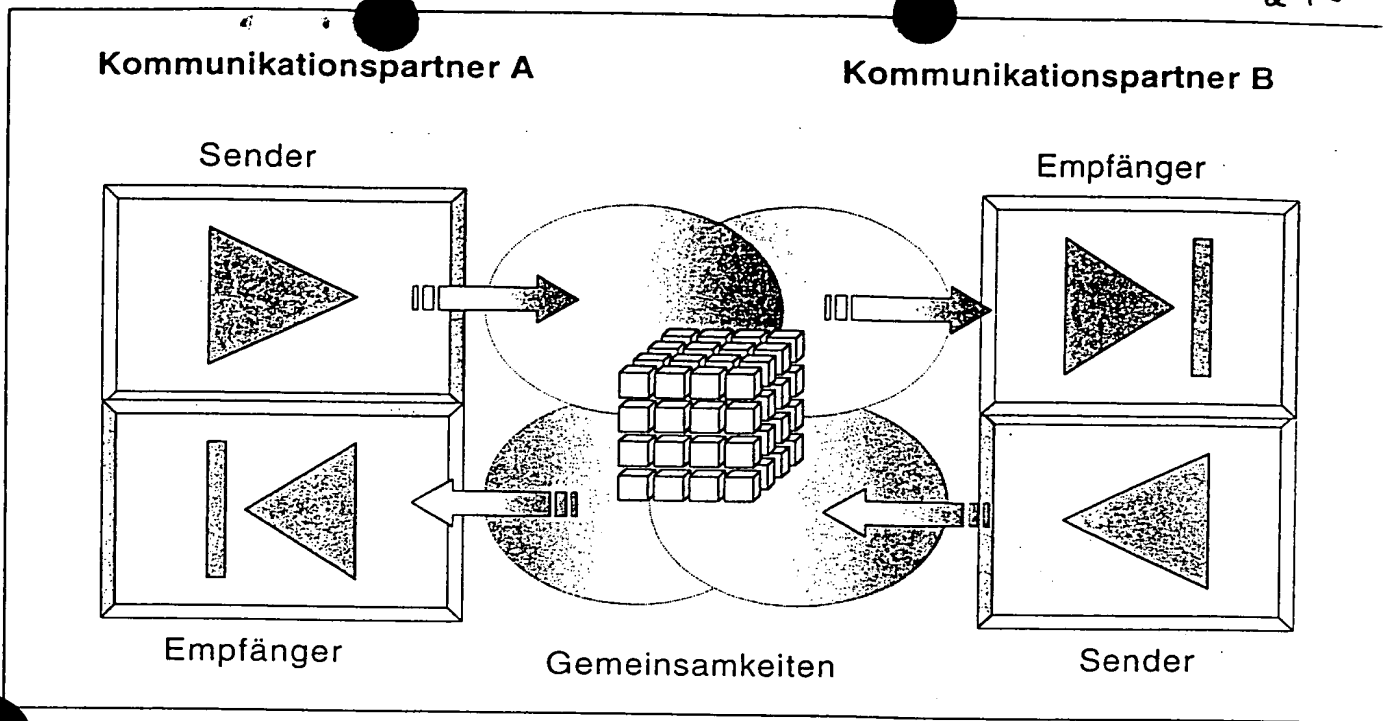 Kommunikationspartner A
Kommunikationspartner B
Sender
Empfänger
Empfänger
Gemeinsamkeiten
Sender